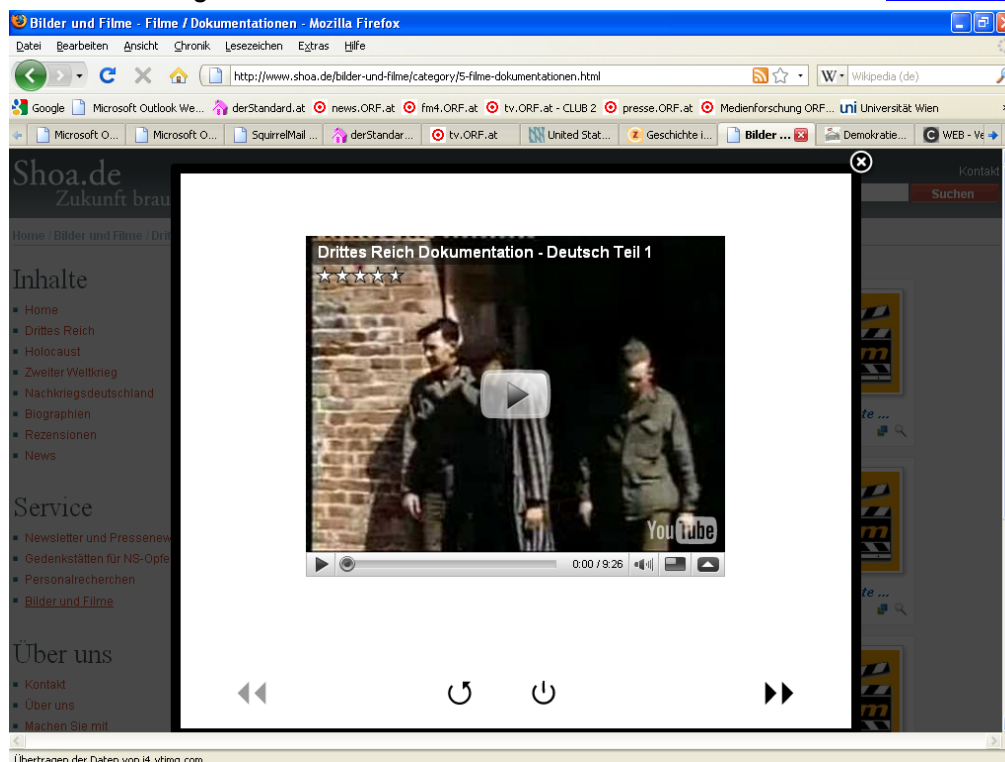 Bilder und Filme - Filme / Dokumentationen - Mozilla Firefox
Datei Bearbeiten Ansicht Chronik Lesezeichen Extras Hilfe
http://www.shoa.de/bilder-und-filme/category/5-filme-dokumentationen.html
W Wikipedia (de)
Google Microsoft Outlook We... derStandard.at news.ORF.at fm4.ORF.at tv.ORF.at - CLUB 2 presse.ORF.at Medienforschung ORF... uni Universität Wien
Microsoft O... Microsoft O... SquirrelMail ... derStandar... tv.ORF.at United Stat... Geschichte i... Bilder ... Demokratie... WEB - Ve
Shoa.de
Kontakt
Zukunft brau
Suchen
Home / Bilder und Filme / Drit
Drittes Reich Dokumentation - Deutsch Teil 1
Inhalte
Home
Drittes Reich
Holocaust
Zweiter Weltkrieg
Nachkriegsdeutschland
Biographien
Rezensionen
News
te ...
Service
YouTube
Newsletter und Pressenew
Gedenkstätten für NS-Opfe
0:00 / 9:26
Personalrecherchen
te ...
Bilder und Filme
Über uns
Kontakt
Über uns
Machen Sie mit
Übertragen der Daten von i4.ytimg.com...